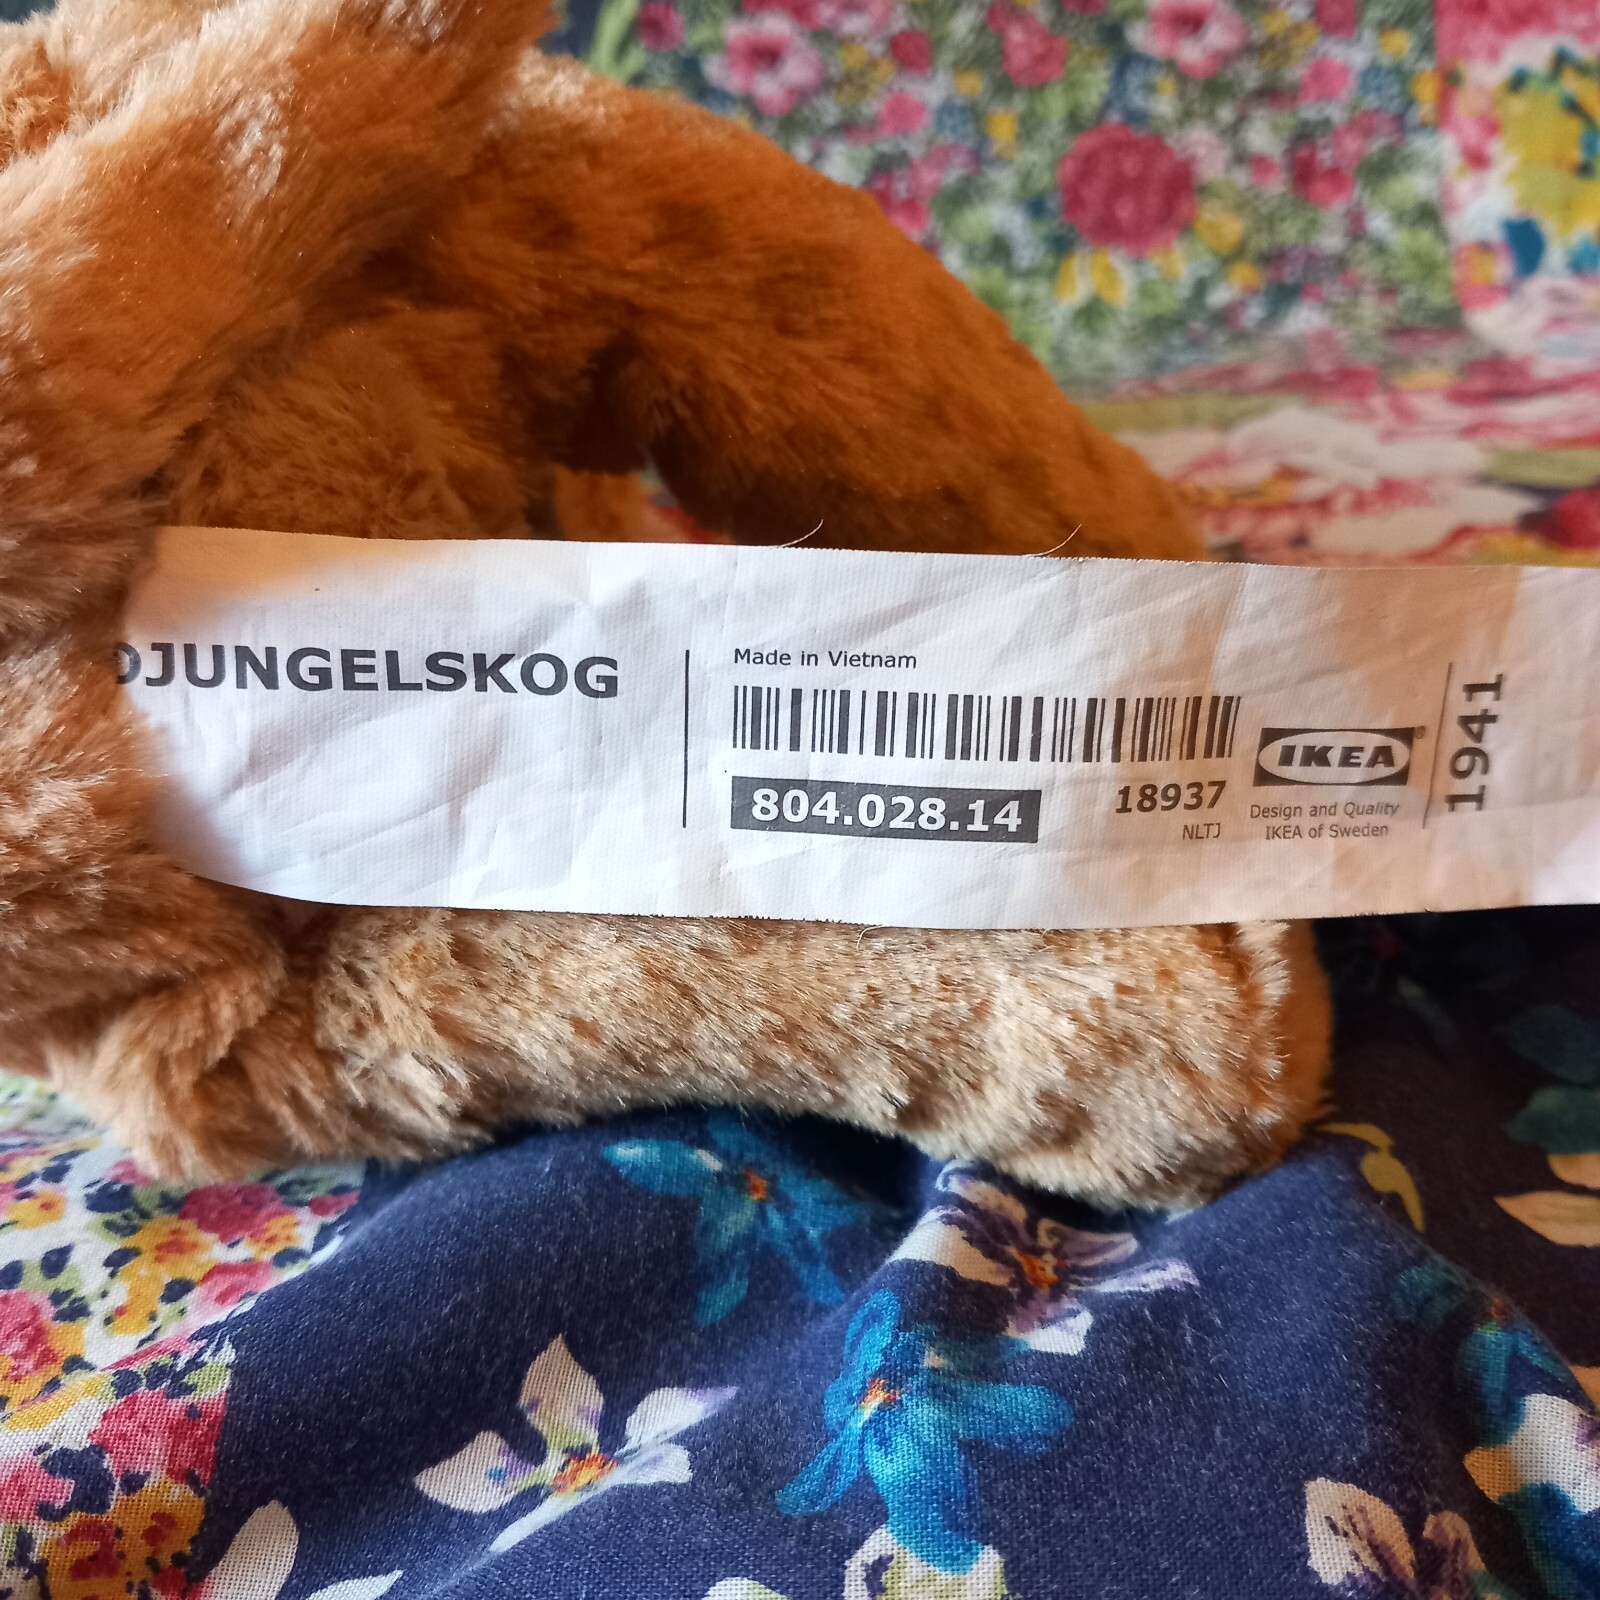 DJUNGELSKOG
Made in Vietnam
804.028.14
18937
NLTJ
IKEA
®
Design and Quality
IKEA of Sweden
1941